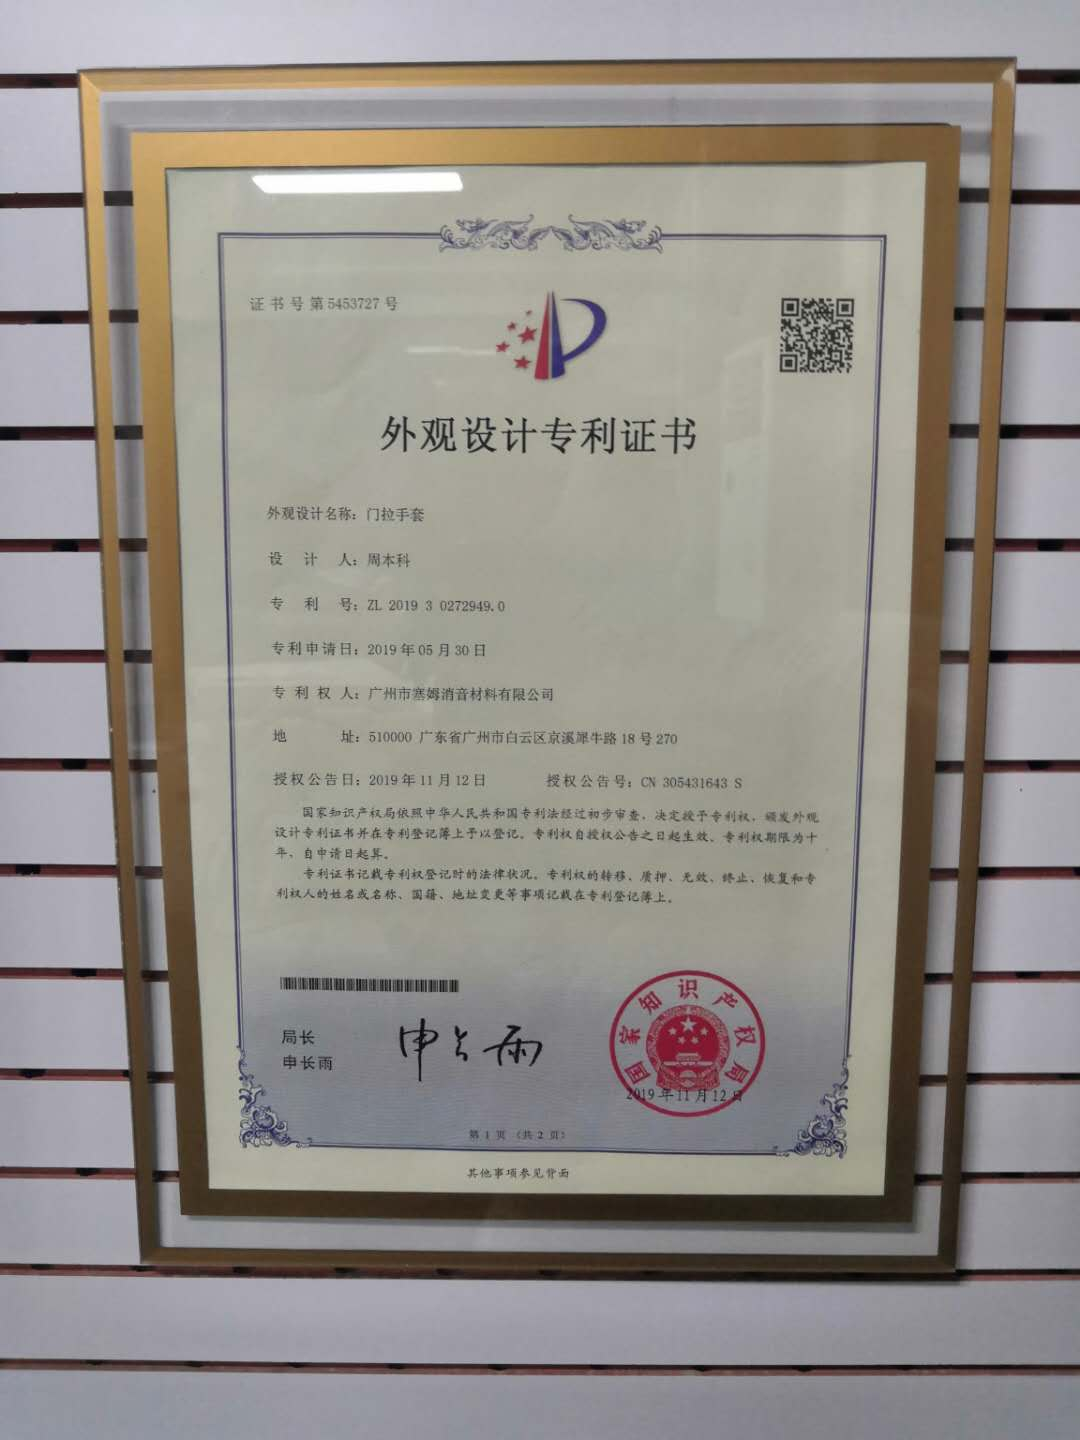 证书号第5453727号
外观设计专利证书
外观设计名称：门拉手套
设计人：周本科
专利号：ZL 2019 3 0272949.0
专利申请日：2019年05月30日
专利权人：广州市塞姆消音材料有限公司
地址：510000 广东省广州市白云区京溪犀牛路18号270
授权公告日：2019年11月12日 授权公告号：CN 305431643 S
国家知识产权局依照中华人民共和国专利法经过初步审查，决定授予专利权，颁发外观
设计专利证书并在专利登记簿上予以登记。专利权自授权公告之日起生效。专利权期限为十
年，自申请日起算。
专利证书记载专利权登记时的法律状况。专利权的转移、质押、无效、终止、恢复和专
利权人的姓名或名称、国籍、地址变更等事项记载在专利登记簿上。
局长
申长雨
申长雨
国家知识产权局
2019年11月12日
第 1 页 （共 2 页）
其他事项参见背面